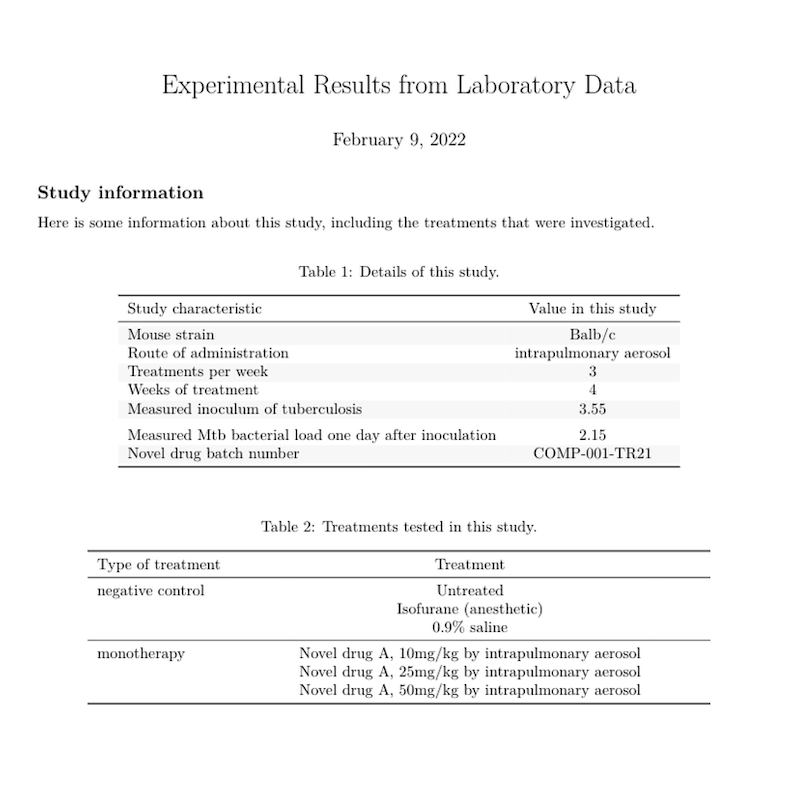 Experimental Results from Laboratory Data
February 9, 2022
Study information
Here is some information about this study, including the treatments that were investigated.
Table 1: Details of this study.
Study characteristic Value in this study
Mouse strain Balb/c
Route of administration intrapulmonary aerosol
Treatments per week 3
Weeks of treatment 4
Measured inoculum of tuberculosis 3.55
Measured Mtb bacterial load one day after inoculation 2.15
Novel drug batch number COMP-001-TR21
Table 2: Treatments tested in this study.
Type of treatment Treatment
negative control Untreated
Isofurane (anesthetic)
0.9% saline
monotherapy Novel drug A, 10mg/kg by intrapulmonary aerosol
Novel drug A, 25mg/kg by intrapulmonary aerosol
Novel drug A, 50mg/kg by intrapulmonary aerosol